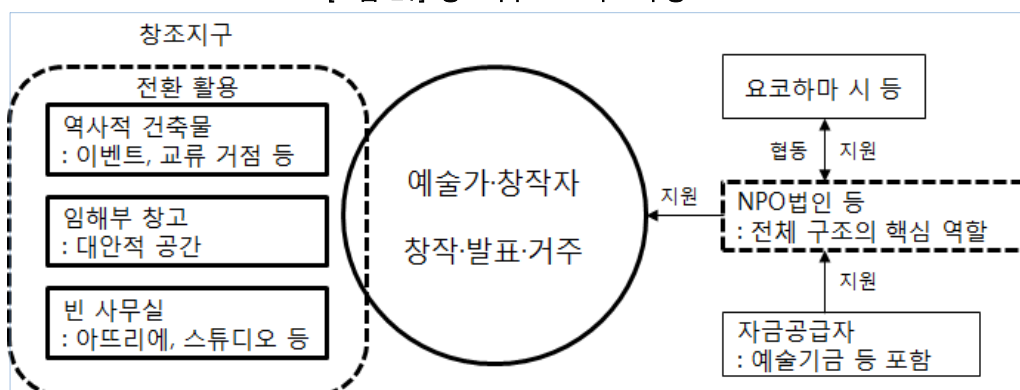 창조지구
전환 활용
역사적 건축물
: 이벤트, 교류 거점 등
임해부 창고
: 대안적 공간
빈 사무실
: 아뜨리에, 스튜디오 등
예술가·창작자
창작·발표·거주
요코하마 시 등
협동 지원
지원
NPO법인 등
: 전체 구조의 핵심 역할
지원
자금공급자
: 예술기금 등 포함